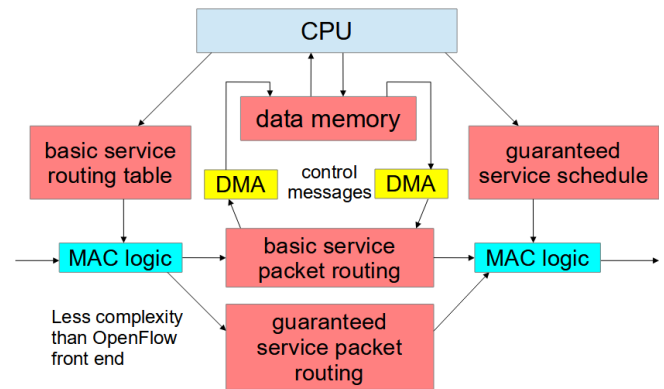 CPU
data memory
basic service
routing table
DMA
control
messages
DMA
guaranteed
service schedule
MAC logic
basic service
packet routing
MAC logic
Less complexity
than OpenFlow
front end
guaranteed
service packet
routing